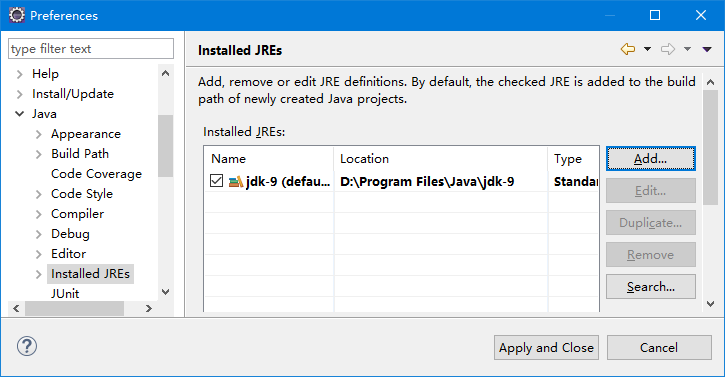 Preferences
type filter text
Help
Install/Update
Java
Appearance
Build Path
Code Coverage
Code Style
Compiler
Debug
Editor
Installed JREs
JUnit
Installed JREs
Add, remove or edit JRE definitions. By default, the checked JRE is added to the build
path of newly created Java projects.
Installed JREs:
Name Location Type
jdk-9 (defau... D:\Program Files\Java\jdk-9 Standar
Add...
Edit...
Duplicate...
Remove
Search...
Apply and Close
Cancel